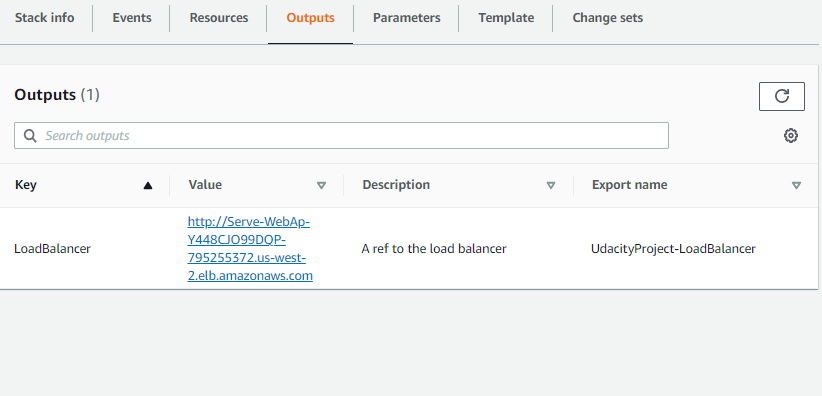 Stack info Events Resources Outputs Parameters Template Change sets
Outputs (1)
Search outputs
Key Value Description Export name
LoadBalancer
http://Serve-WebAp-
Y448CJO99DQP-
795255372.us-west-
2.elb.amazonaws.com
A ref to the load balancer
UdacityProject-LoadBalancer